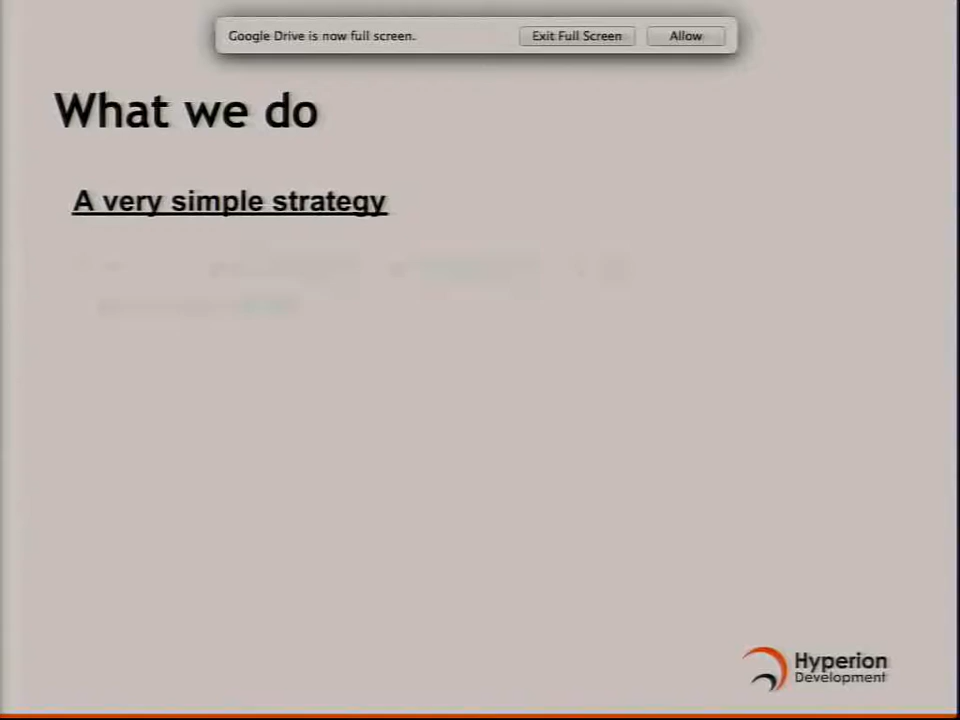 Google Drive is now full screen.
Exit Full Screen
Allow
What we do
A very simple strategy
Hyperion
Development